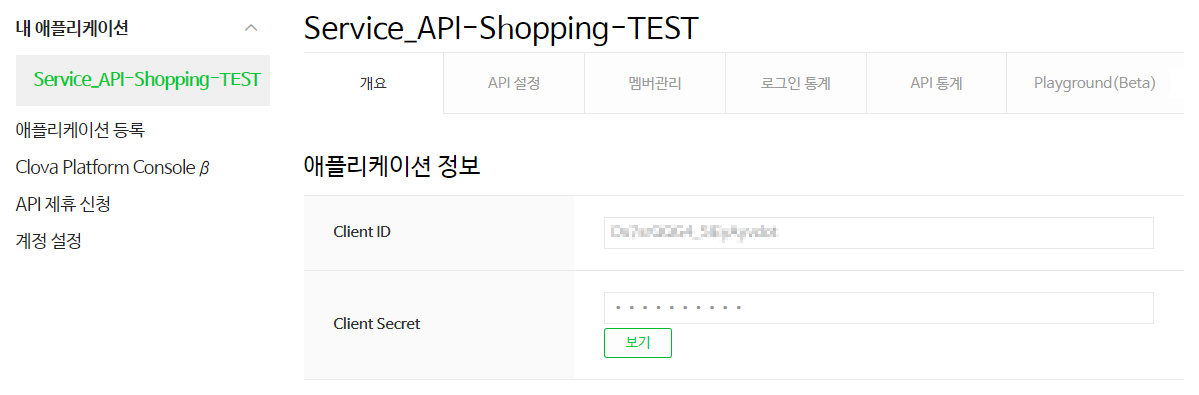 내 애플리케이션
Service_API-Shopping-TEST
애플리케이션 등록
Clova Platform Console β
API 제휴 신청
계정 설정
Service_API-Shopping-TEST
개요
API 설정
멤버관리
로그인 통계
API 통계
Playground(Beta)
애플리케이션 정보
Client ID
Client Secret
보기